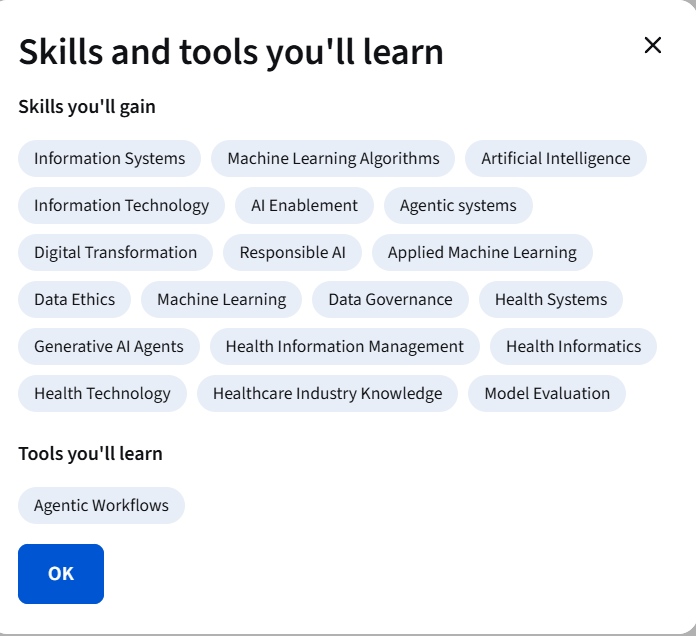 Skills and tools you'll learn
Skills you'll gain
Information Systems Machine Learning Algorithms Artificial Intelligence
Information Technology AI Enablement Agentic systems
Digital Transformation Responsible AI Applied Machine Learning
Data Ethics Machine Learning Data Governance Health Systems
Generative AI Agents Health Information Management Health Informatics
Health Technology Healthcare Industry Knowledge Model Evaluation
Tools you'll learn
Agentic Workflows
OK